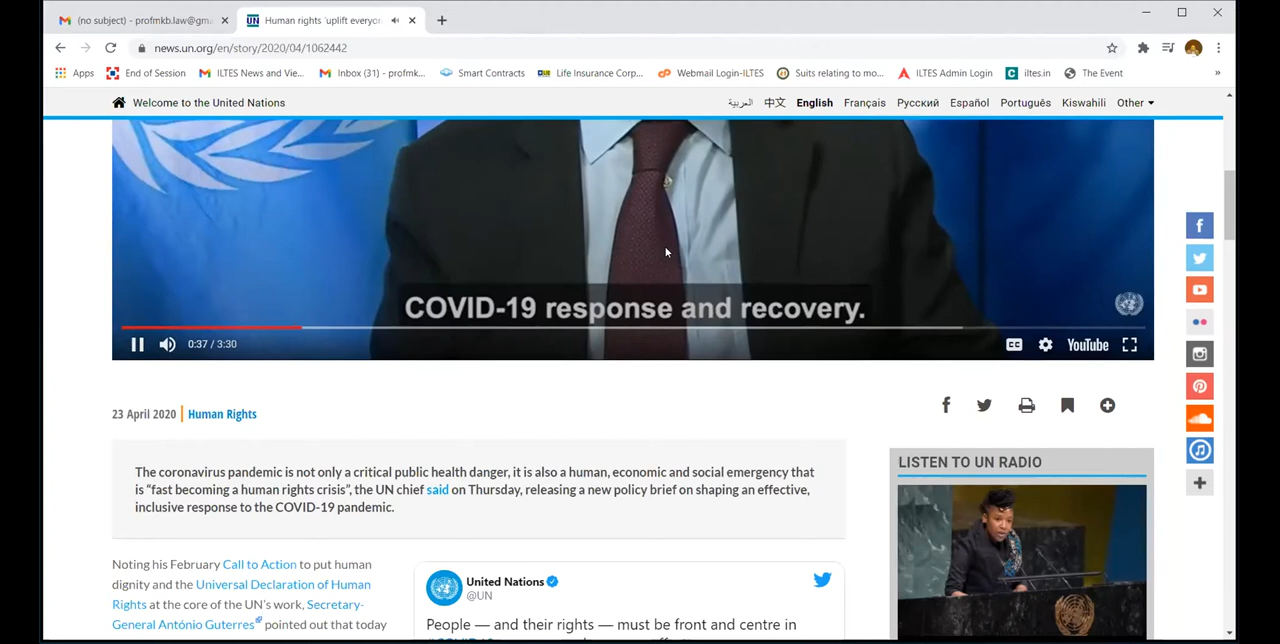 (no subject) - profmkb.law@gma
UN Human rights 'uplift everyon
news.un.org/en/story/2020/04/1062442
Apps End of Session ILTES News and Vie... Inbox (31) - profmk... Smart Contracts Life Insurance Corp... Webmail Login-ILTES Suits relating to mo... ILTES Admin Login iltes.in The Event »
Welcome to the United Nations
العربية 中文 English Français Русский Español Português Kiswahili Other
COVID-19 response and recovery.
0:37 / 3:30 CC YouTube
23 April 2020 | Human Rights
The coronavirus pandemic is not only a critical public health danger, it is also a human, economic and social emergency that
is “fast becoming a human rights crisis”, the UN chief said on Thursday, releasing a new policy brief on shaping an effective,
inclusive response to the COVID-19 pandemic.
LISTEN TO UN RADIO
Noting his February Call to Action to put human
dignity and the Universal Declaration of Human
Rights at the core of the UN's work, Secretary-
General António Guterres pointed out that today
United Nations
@UN
People — and their rights — must be front and centre in